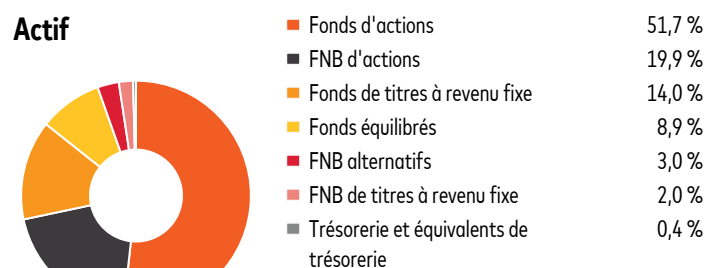 Actif
Fonds d'actions 51,7 %
FNB d'actions 19,9 %
Fonds de titres à revenu fixe 14,0 %
Fonds équilibrés 8,9 %
FNB alternatifs 3,0 %
FNB de titres à revenu fixe 2,0 %
Trésorerie et équivalents de 0,4 %
trésorerie